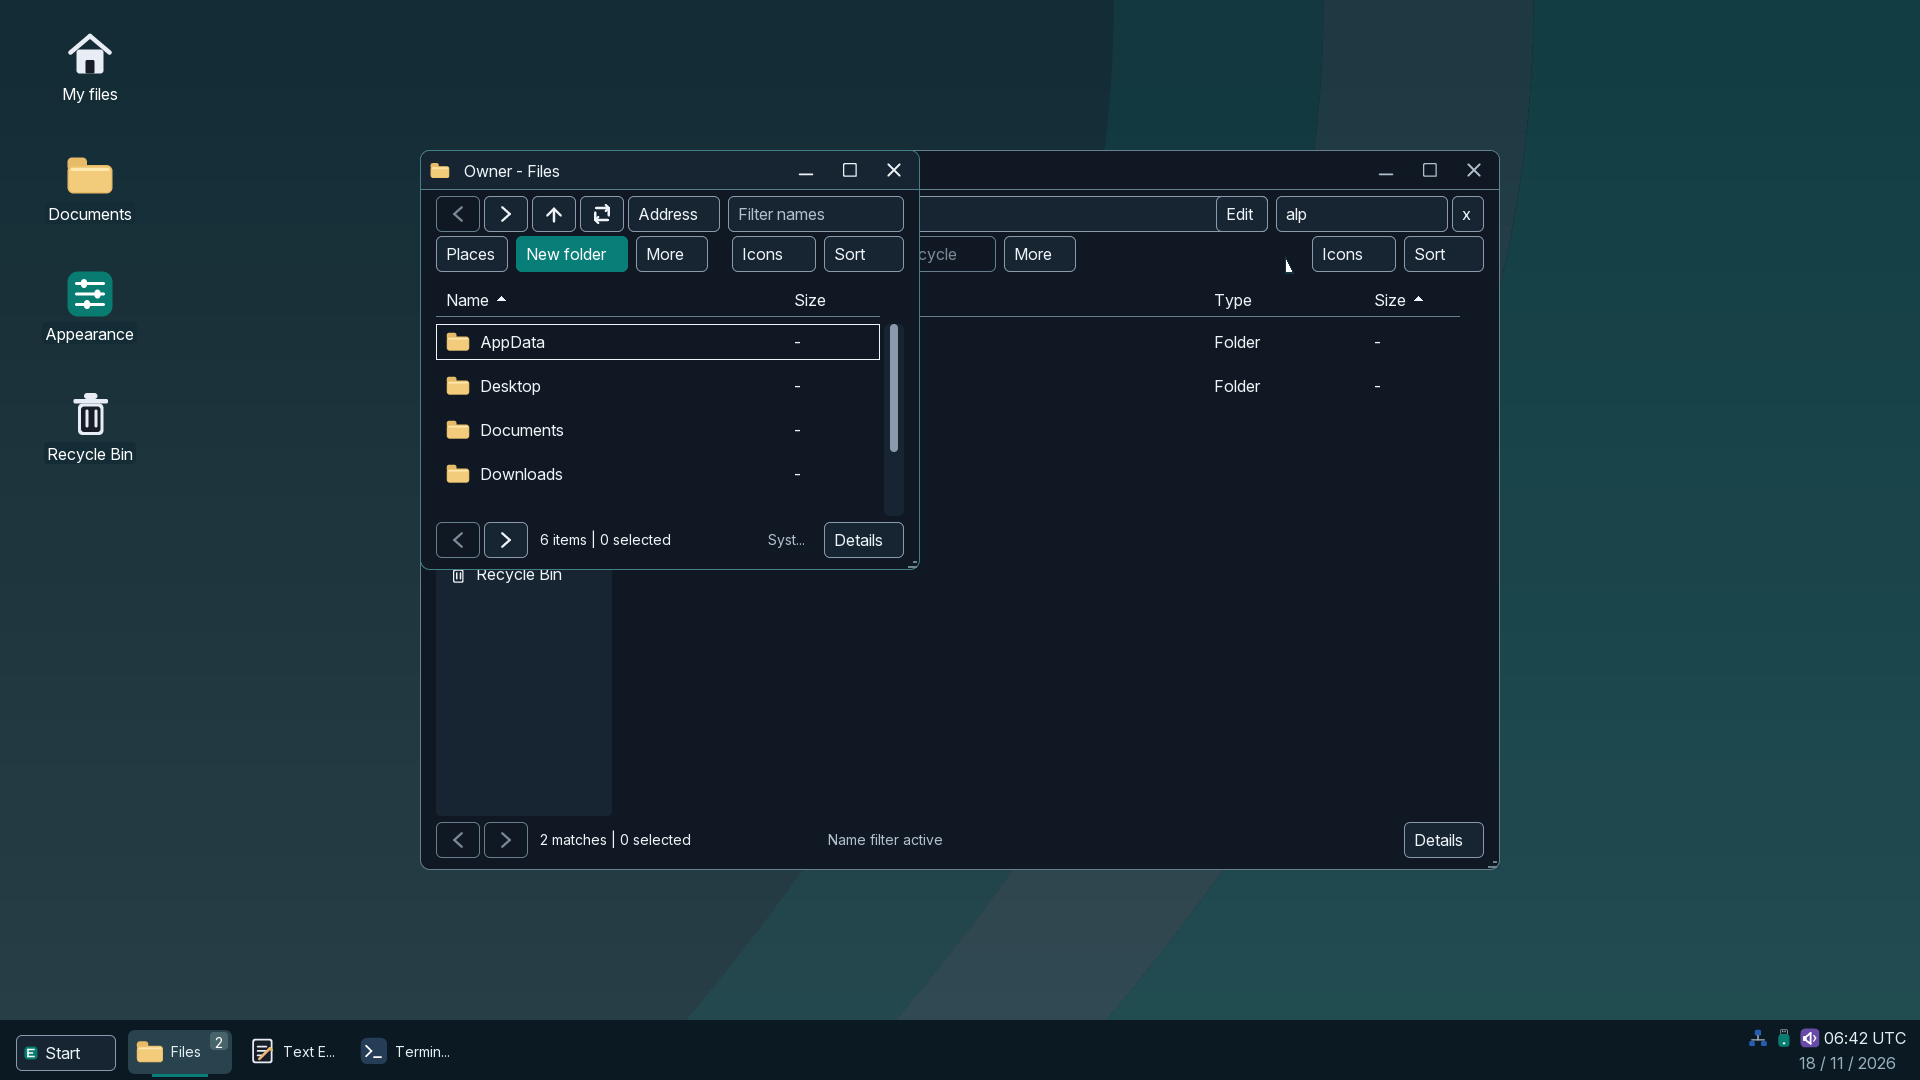 My files
Documents
Appearance
Recycle Bin
Owner - Files
Address
Filter names
Places
New folder
More
Icons
Sort
Name
Size
AppData
-
Desktop
-
Documents
-
Downloads
-
6 items | 0 selected
Syst...
Details
Edit
alp
x
cycle
More
Icons
Sort
Type
Size
Folder
-
Folder
-
Recycle Bin
2 matches | 0 selected
Name filter active
Details
Start
Files
2
Text E...
Termin...
06:42 UTC
18 / 11 / 2026